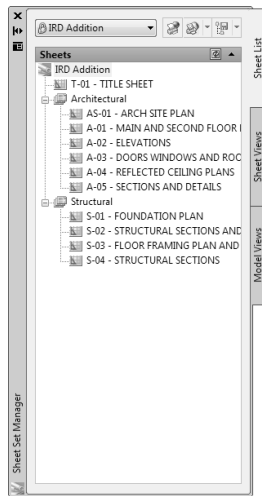 IRD Addition
Sheets
IRD Addition
T-01 - TITLE SHEET
Architectural
AS-01 - ARCH SITE PLAN
A-01 - MAIN AND SECOND FLOOR
A-02 - ELEVATIONS
A-03 - DOORS WINDOWS AND ROO
A-04 - REFLECTED CEILING PLANS
A-05 - SECTIONS AND DETAILS
Structural
S-01 - FOUNDATION PLAN
S-02 - STRUCTURAL SECTIONS AND
S-03 - FLOOR FRAMING PLAN AND
S-04 - STRUCTURAL SECTIONS
Sheet List
Sheet Views
Model Views
Sheet Set Manager